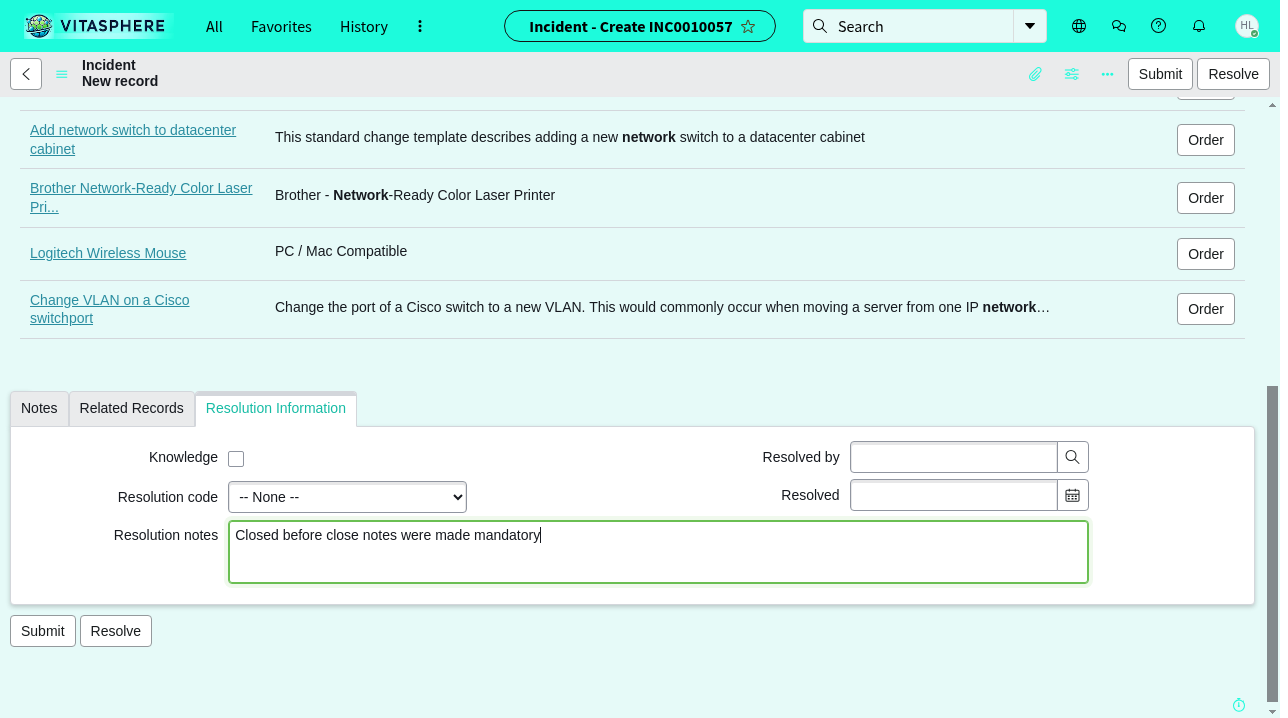 VITASPHERE
All
Favorites
History
Incident - Create INC0010057
Search
HL
Incident
New record
Submit
Resolve
Add network switch to datacenter
cabinet
This standard change template describes adding a new network switch to a datacenter cabinet
Order
Brother Network-Ready Color Laser
Pri...
Brother - Network-Ready Color Laser Printer
Order
Logitech Wireless Mouse
PC / Mac Compatible
Order
Change VLAN on a Cisco
switchport
Change the port of a Cisco switch to a new VLAN. This would commonly occur when moving a server from one IP network…
Order
Notes
Related Records
Resolution Information
Knowledge
Resolved by
Resolution code
-- None --
Resolved
Resolution notes
Closed before close notes were made mandatory
Submit
Resolve